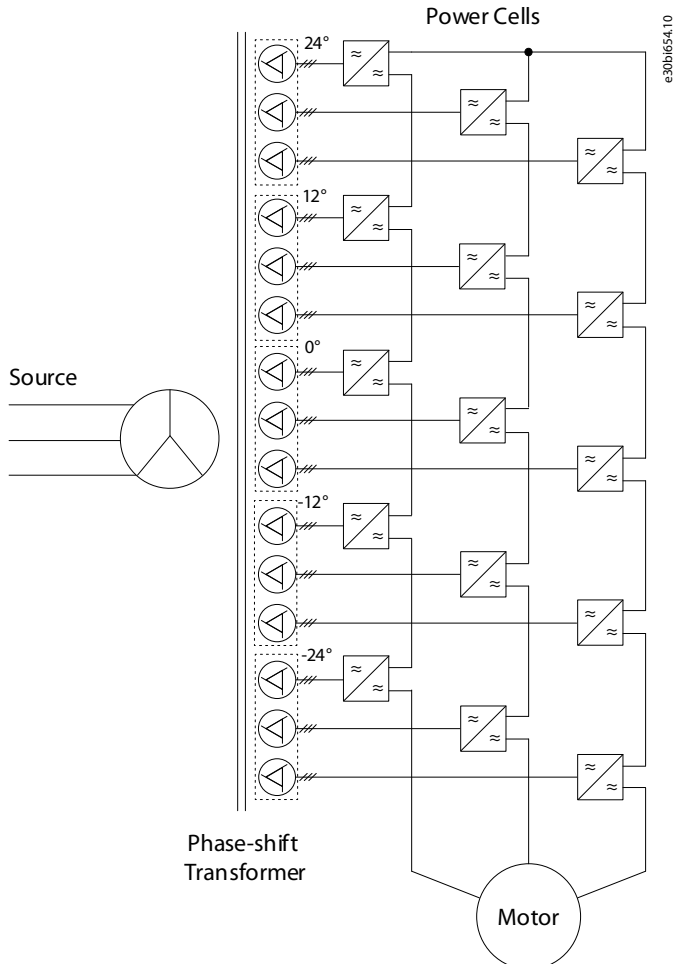 Power Cells
e30bi654.10
24°
12°
0°
Source
-12°
-24°
Phase-shift
Transformer
Motor